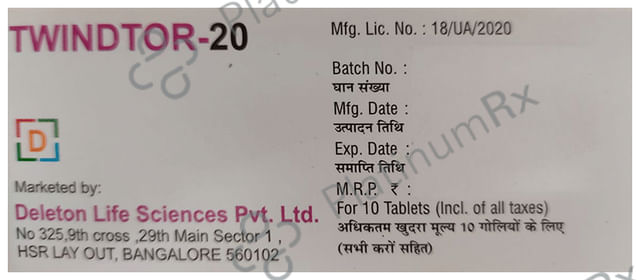 TWINDTOR-20
Marketed by:
Deleton Life Sciences Pvt. Ltd.
No 325,9th cross ,29th Main Sector 1 ,
HSR LAY OUT, BANGALORE 560102
Mfg. Lic. No. : 18/UA/2020
Batch No. :
घान संख्या
Mfg. Date :
उत्पादन तिथि
Exp. Date :
समाप्ति तिथि
M.R.P. ₹ :
For 10 Tablets (Incl. of all taxes)
अधिकतम खुदरा मूल्य 10 गोलियों के लिए
(सभी करों सहित)
D
PlatinumRx